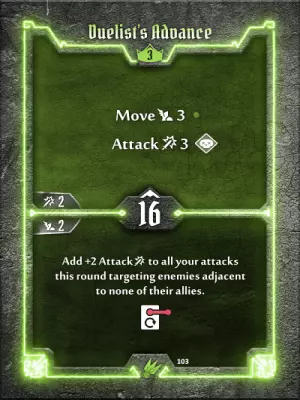 Duelist's Advance
3
Move 3
Attack 3
2
16
2
Add +2 Attack to all your attacks
this round targeting enemies adjacent
to none of their allies.
103